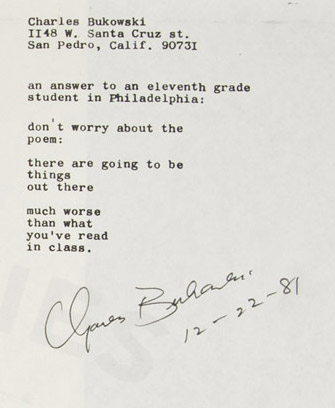 Charles Bukowski
II48 W. Santa Cruz st.
San Pedro, Calif. 9073I
an answer to an eleventh grade
student in Philadelphia:
don't worry about the
poem:
there are going to be
things
out there
much worse
than what
you've read
in class.
Charles Bukowski
12-22-81